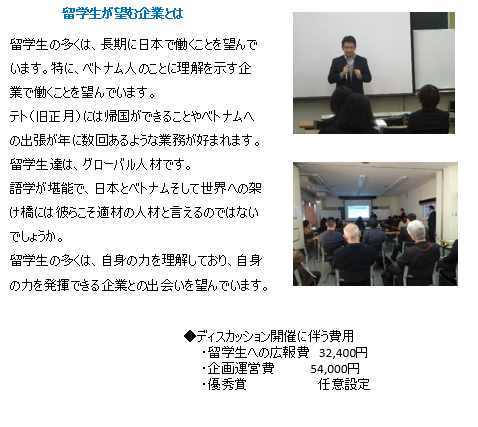 留学生が望む企業とは
留学生の多くは、長期に日本で働くことを望んで
います。特に、ベトナム人のことに理解を示す企
業で働くことを望んでいます。
テト（旧正月）には帰国ができることやベトナムへ
の出張が年に数回あるような業務が好まれます。
留学生達は、グローバル人材です。
語学が堪能で、日本とベトナムそして世界への架
け橋には彼らこそ適材の人材と言えるのではない
でしょうか。
留学生の多くは、自身の力を理解しており、自身
の力を発揮できる企業との出会いを望んでいます。
◆ディスカッション開催に伴う費用
・留学生への広報費 32,400円
・企画運営費 54,000円
・優秀賞 任意設定